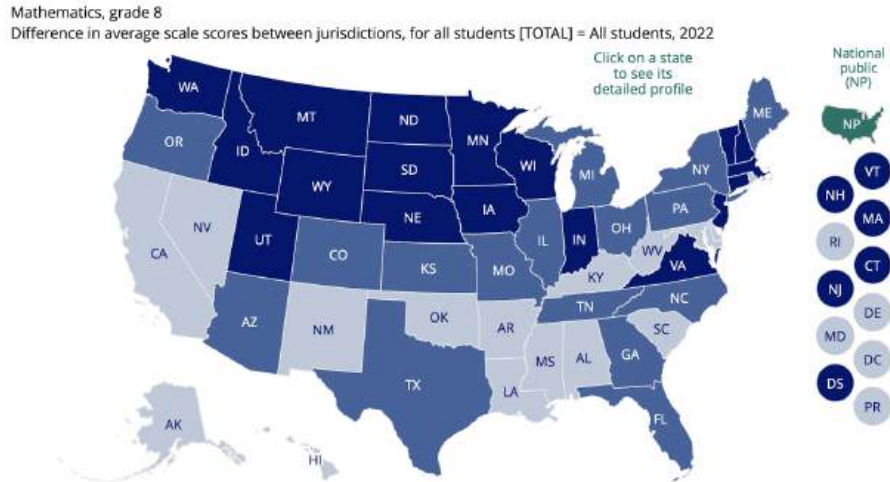 Mathematics, grade 8
Difference in average scale scores between jurisdictions, for all students [TOTAL] = All students, 2022
Click on a state
to see its
detailed profile
National
public
(NP)
NP
WA
MT
ND
MN
ME
OR
ID
WI
MI
NY
WY
SD
VT
NH
NE
IA
PA
MA
NV
UT
CO
IL
IN
OH
WV
RI
CA
KS
MO
KY
VA
CT
NJ
TN
NC
DE
AZ
NM
OK
AR
SC
MD
MS
AL
GA
DC
TX
LA
DS
PR
FL
AK
HI